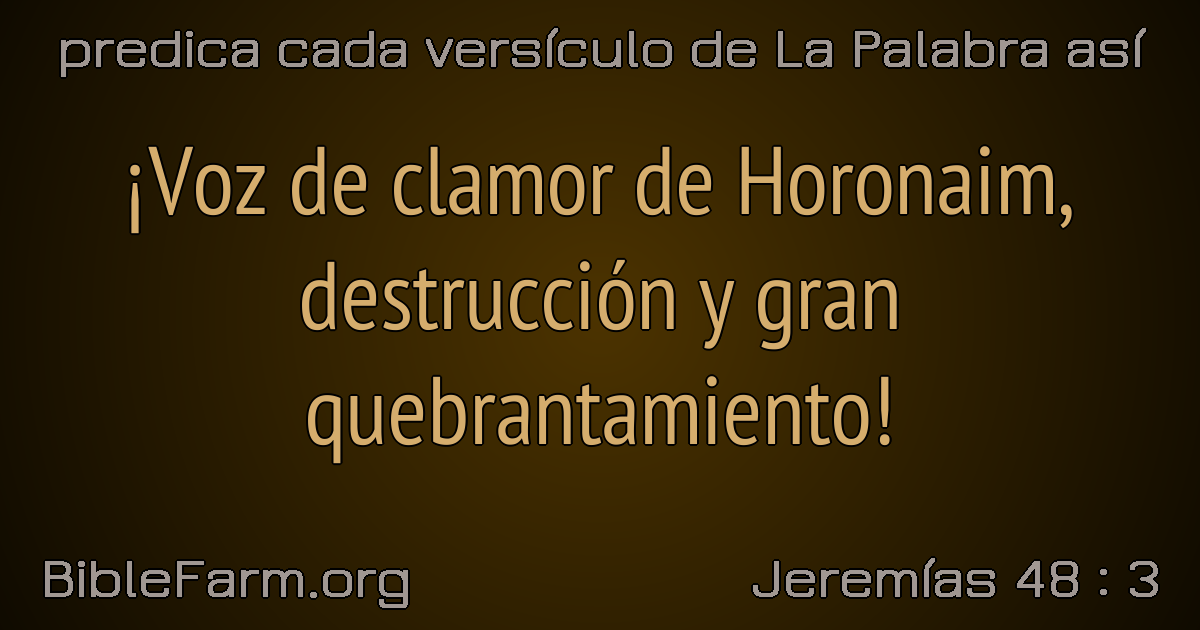 predica cada versículo de La Palabra así
¡Voz de clamor de Horonaim,
destrucción y gran
quebrantamiento!
BibleFarm.org
Jeremías 48 : 3